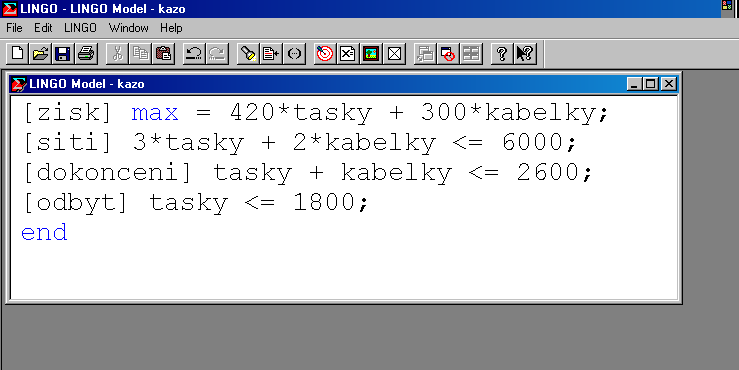 LINGO - LINGO Model - kazo
File Edit LINGO Window Help
LINGO Model - kazo
[zisk] max = 420*tasky + 300*kabelky;
[siti] 3*tasky + 2*kabelky <= 6000;
[dokonceni] tasky + kabelky <= 2600;
[odbyt] tasky <= 1800;
end